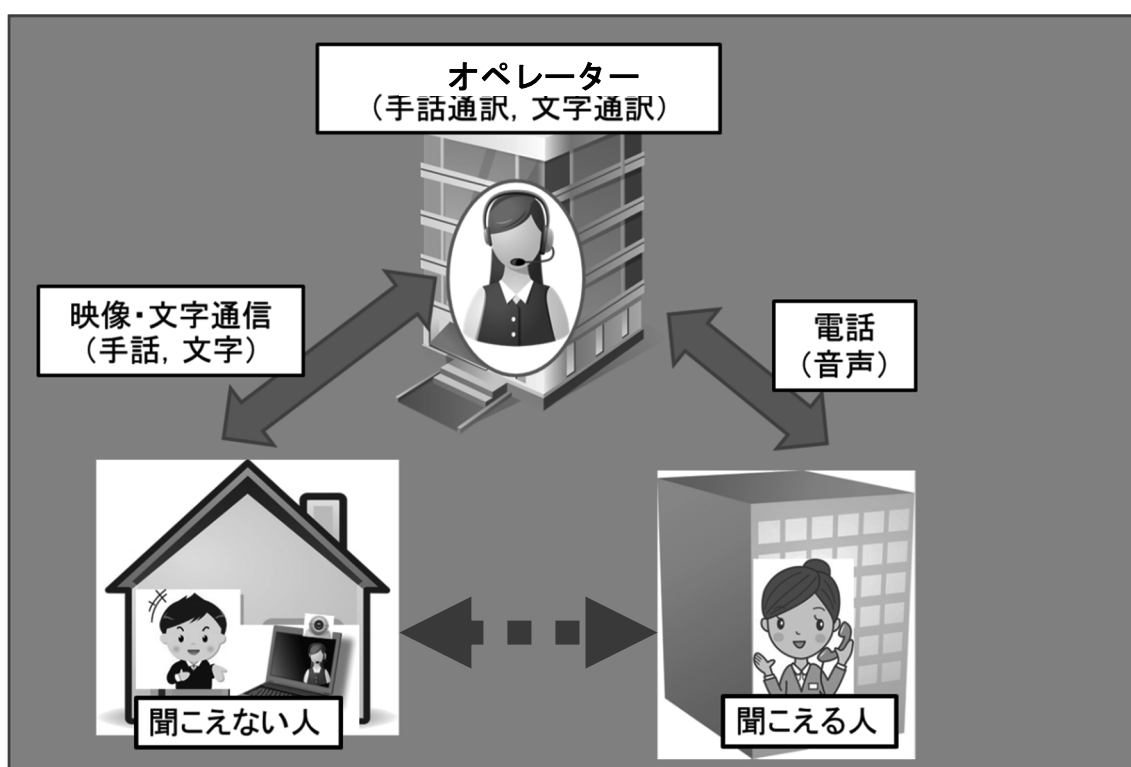 オペレーター
（手話通訳，文字通訳）
映像・文字通信
（手話，文字）
電話
（音声）
聞こえない人
聞こえる人